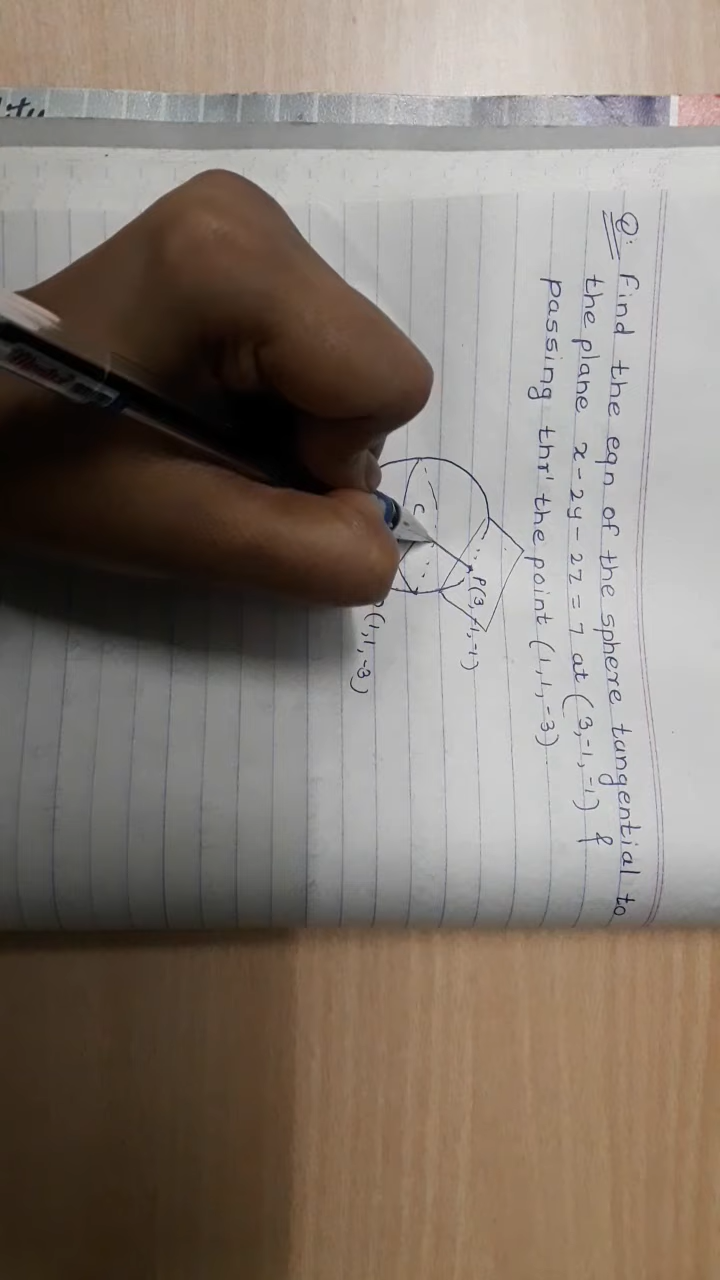 Q: Find the eqn of the sphere tangential to
the plane x - 2y - 2z = 7 at (3, -1, -1) &
passing thr' the point (1, 1, -3)
P(3, -1, -1)
C
(1, 1, -3)